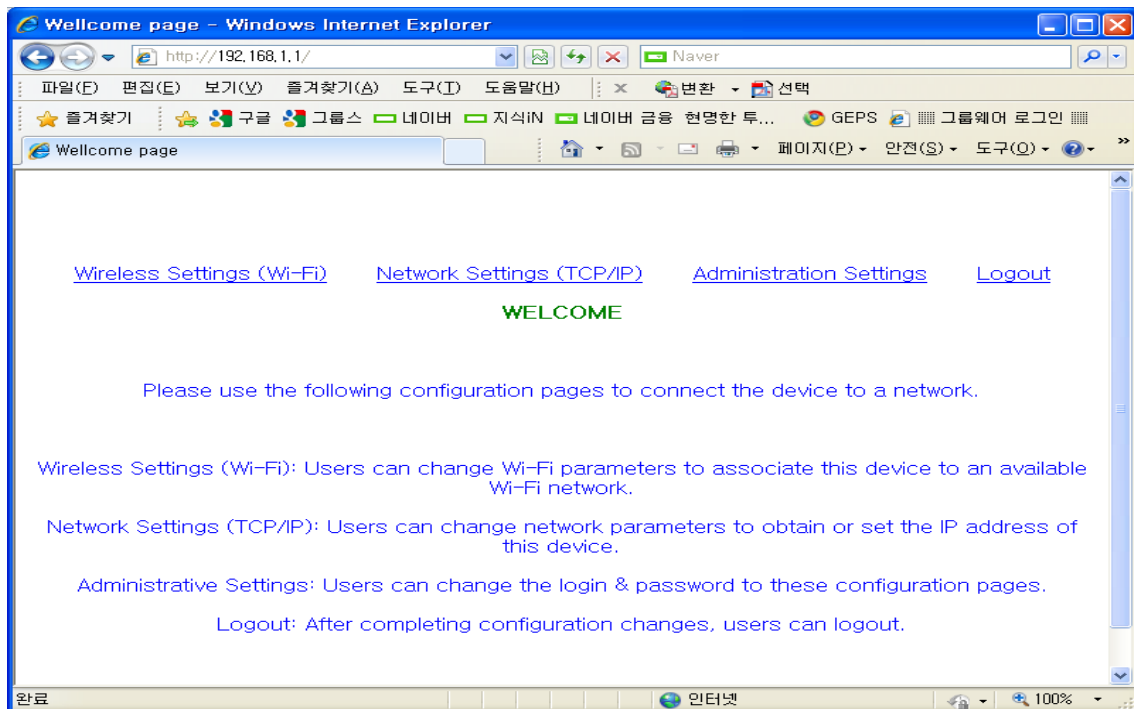 Wellcome page - Windows Internet Explorer
http://192.168.1.1/ Naver
파일(F) 편집(E) 보기(V) 즐겨찾기(A) 도구(T) 도움말(H) 변환 선택
즐겨찾기 구글 그룹스 네이버 지식iN 네이버 금융 현명한 투... GEPS 그룹웨어 로그인
Wellcome page 페이지(P) 안전(S) 도구(O) »
Wireless Settings (Wi-Fi) Network Settings (TCP/IP) Administration Settings Logout
WELCOME
Please use the following configuration pages to connect the device to a network.
Wireless Settings (Wi-Fi): Users can change Wi-Fi parameters to associate this device to an available
Wi-Fi network.
Network Settings (TCP/IP): Users can change network parameters to obtain or set the IP address of
this device.
Administrative Settings: Users can change the login & password to these configuration pages.
Logout: After completing configuration changes, users can logout.
완료 인터넷 100%